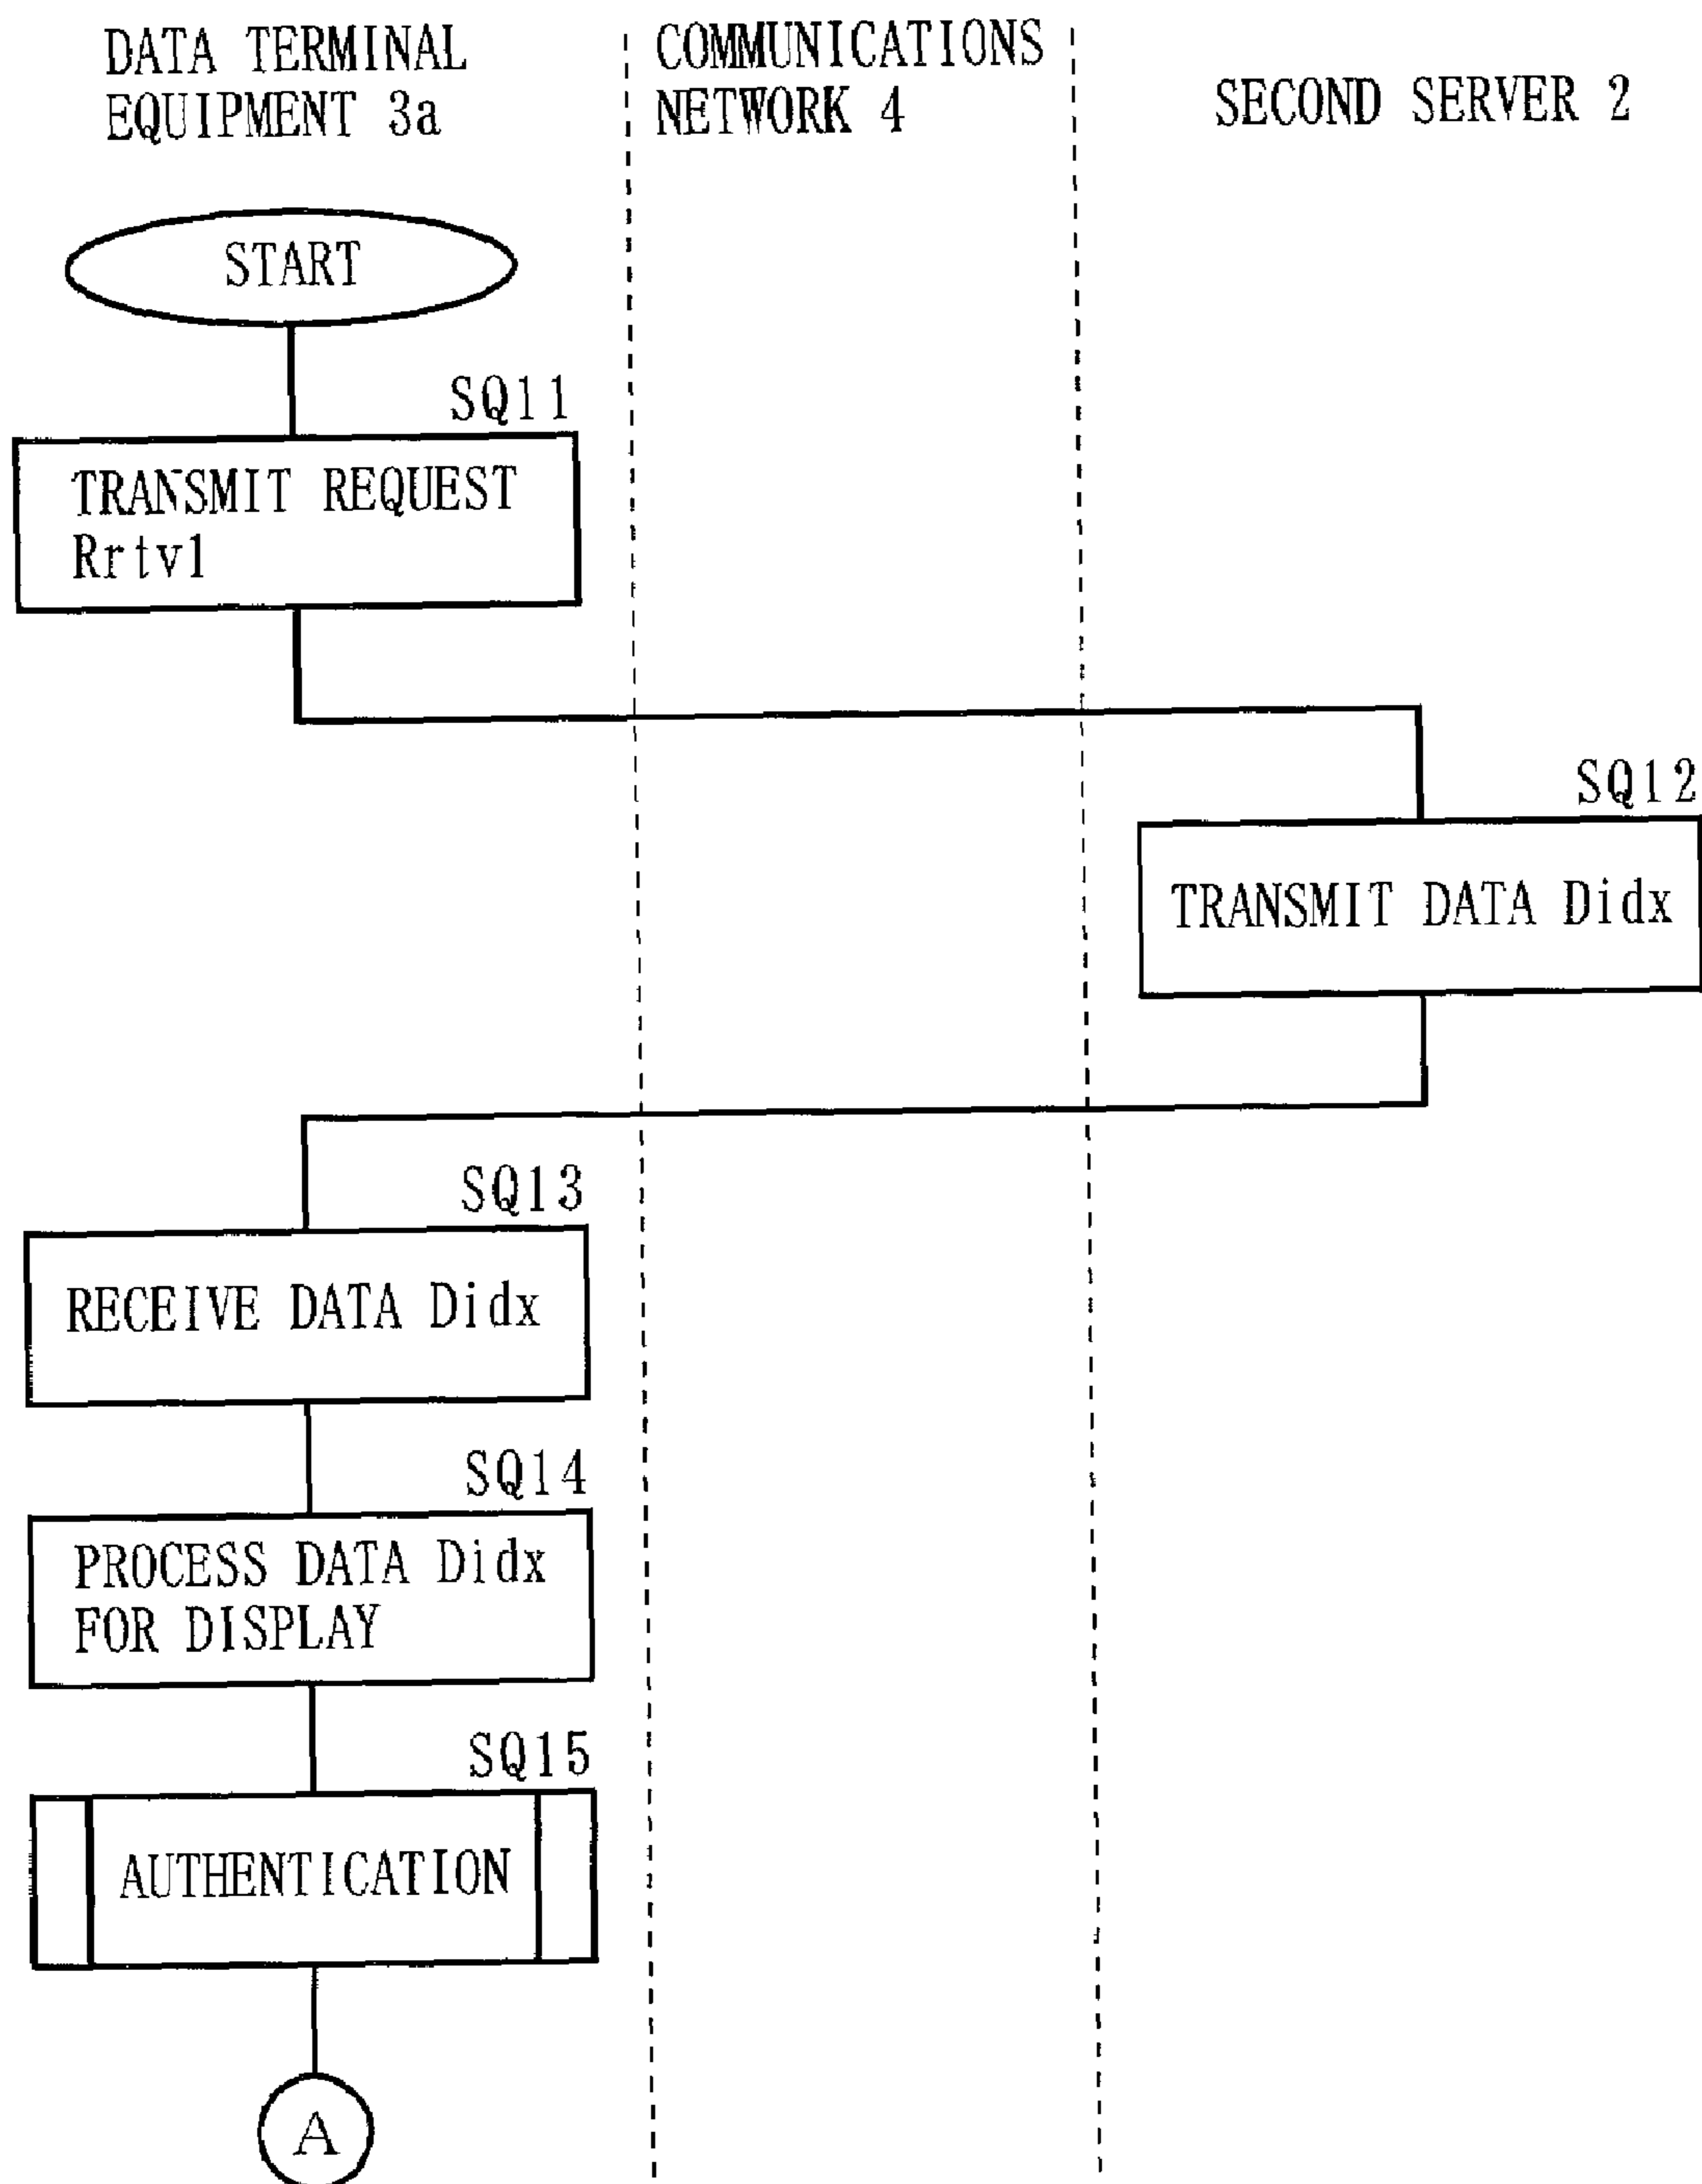 DATA TERMINAL
EQUIPMENT 3a
COMMUNICATIONS
NETWORK 4
SECOND SERVER 2
START
SQ11
TRANSMIT REQUEST
Rrtv1
SQ12
TRANSMIT DATA Didx
SQ13
RECEIVE DATA Didx
SQ14
PROCESS DATA Didx
FOR DISPLAY
SQ15
AUTHENTICATION
A